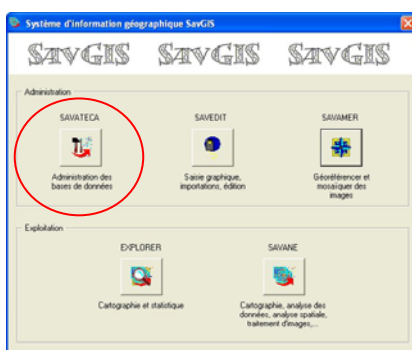 Système d'information géographique SavGIS
SAVGIS SAVGIS SAVGIS
Administration
SAVATECA SAVEDIT SAVAMER
Administration des Saisie graphique, Géoréférencer et
bases de données importations, édition mosaïquer des
images
Exploitation
EXPLORER SAVANE
Cartographie et statistique Cartographie, analyse des
données, analyse spatiale,
traitement d'images,...